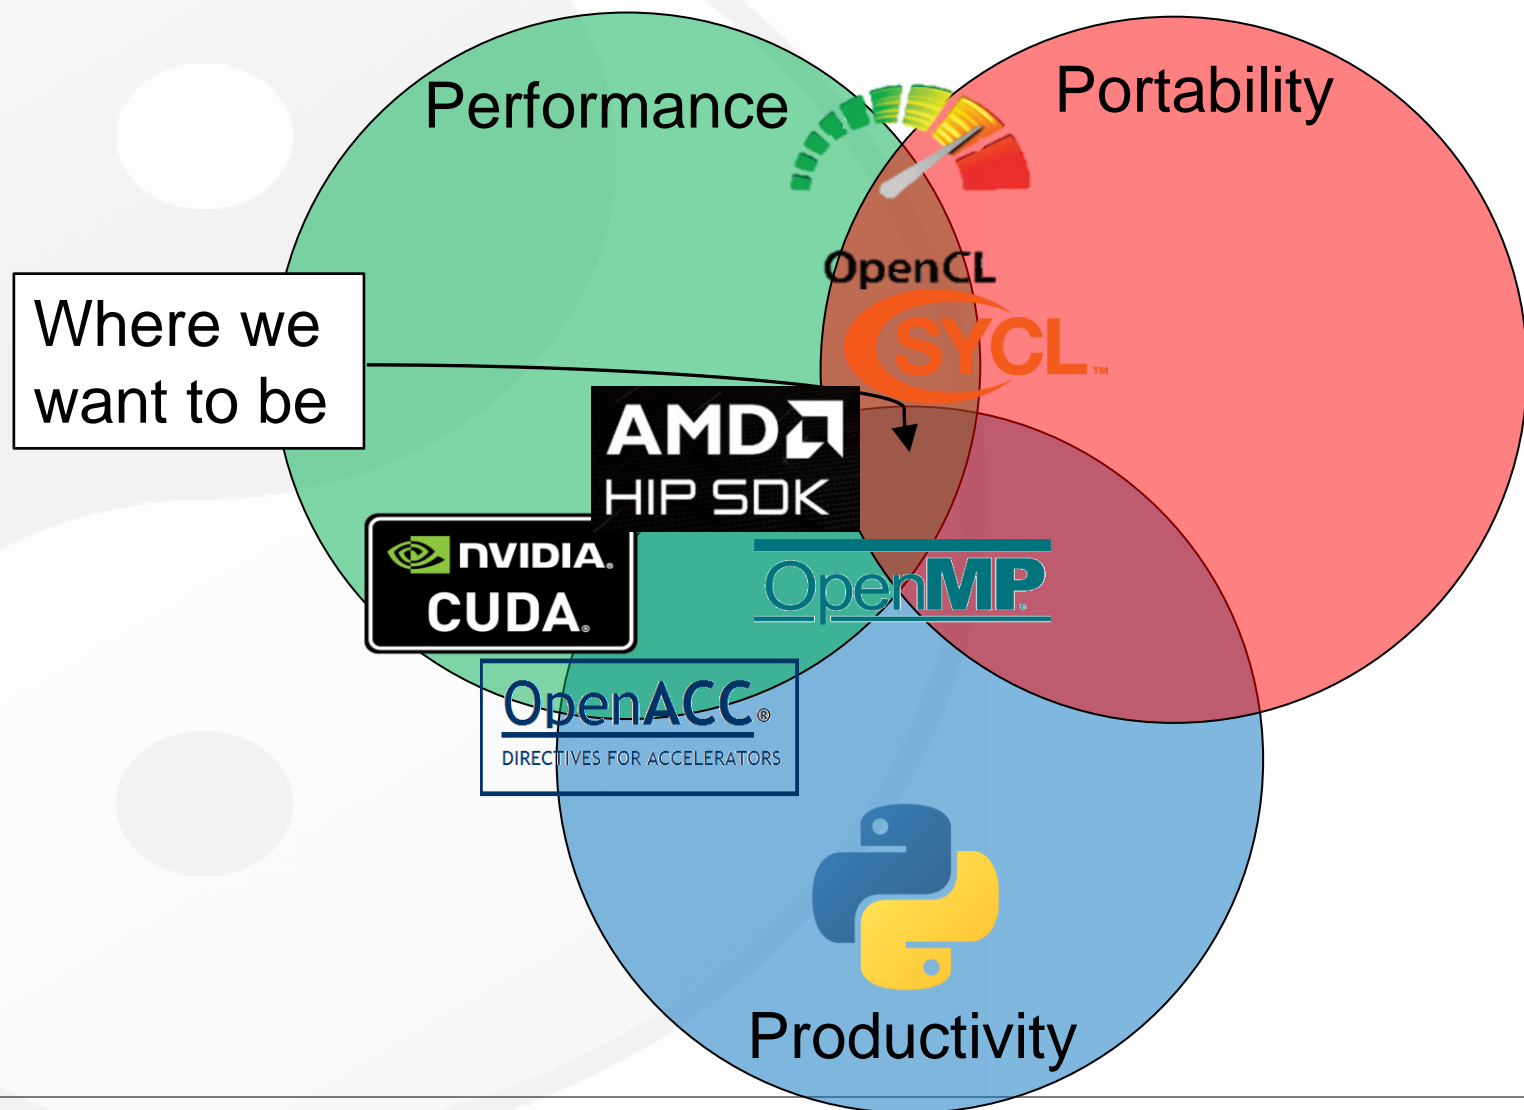 Performance
Portability
OpenCL
SYCL™
Where we
want to be
AMD
HIP SDK
NVIDIA.
CUDA®
OpenMP®
OpenACC®
DIRECTIVES FOR ACCELERATORS
Productivity